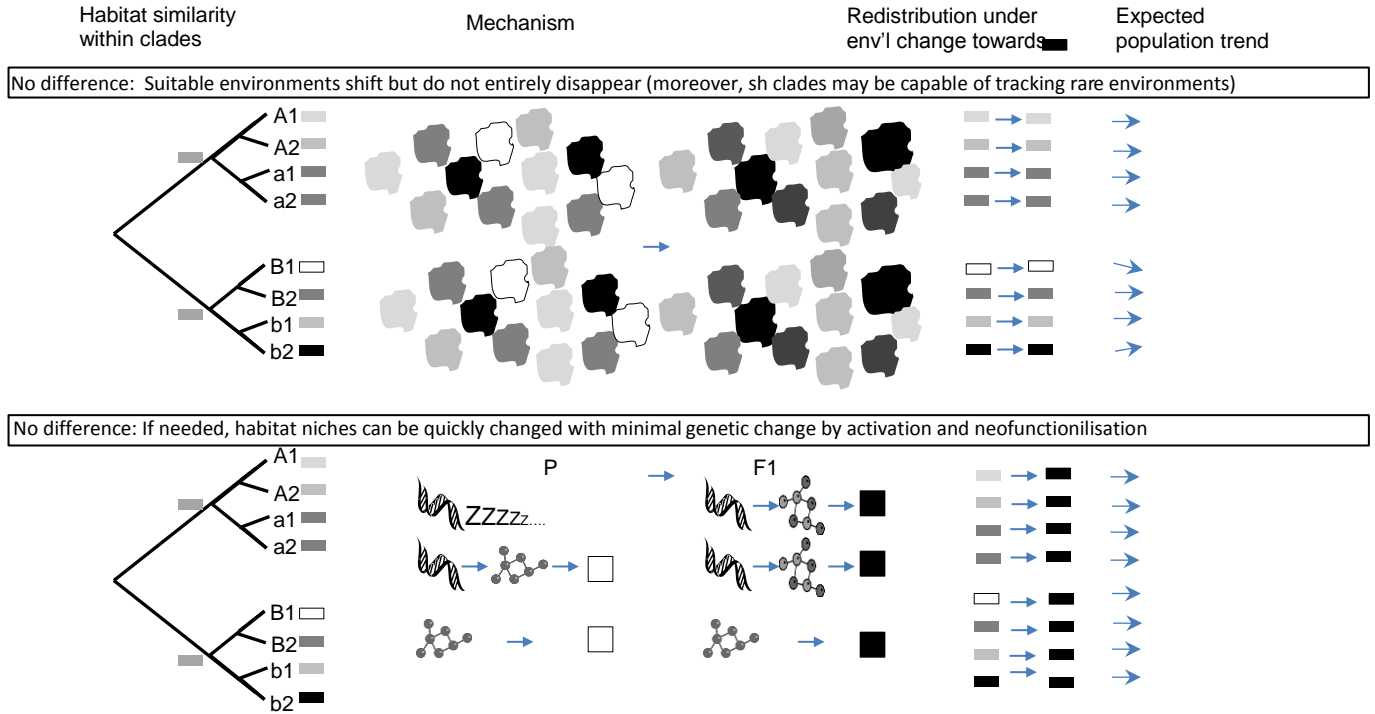 Habitat similarity
within clades
Mechanism
Redistribution under
env'l change towards
Expected
population trend
No difference: Suitable environments shift but do not entirely disappear (moreover, sh clades may be capable of tracking rare environments)
A1
A2
a1
a2
B1
B2
b1
b2
No difference: If needed, habitat niches can be quickly changed with minimal genetic change by activation and neofunctionilisation
A1
A2
a1
a2
B1
B2
b1
b2
P
F1
ZZZZz....